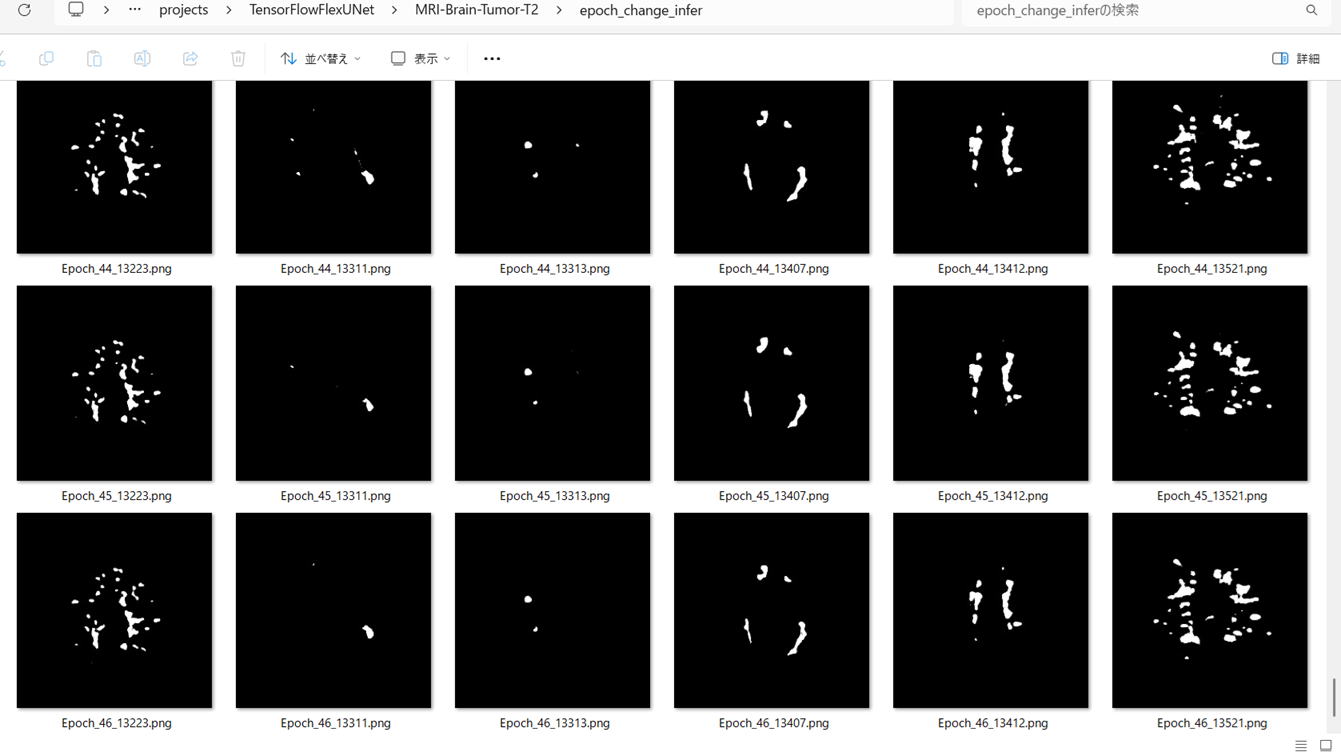 projects > TensorFlowFlexUNet > MRI-Brain-Tumor-T2 > epoch_change_infer
epoch_change_inferの検索
並べ替え 表示 詳細
Epoch_44_13223.png Epoch_44_13311.png Epoch_44_13313.png Epoch_44_13407.png Epoch_44_13412.png Epoch_44_13521.png
Epoch_45_13223.png Epoch_45_13311.png Epoch_45_13313.png Epoch_45_13407.png Epoch_45_13412.png Epoch_45_13521.png
Epoch_46_13223.png Epoch_46_13311.png Epoch_46_13313.png Epoch_46_13407.png Epoch_46_13412.png Epoch_46_13521.png